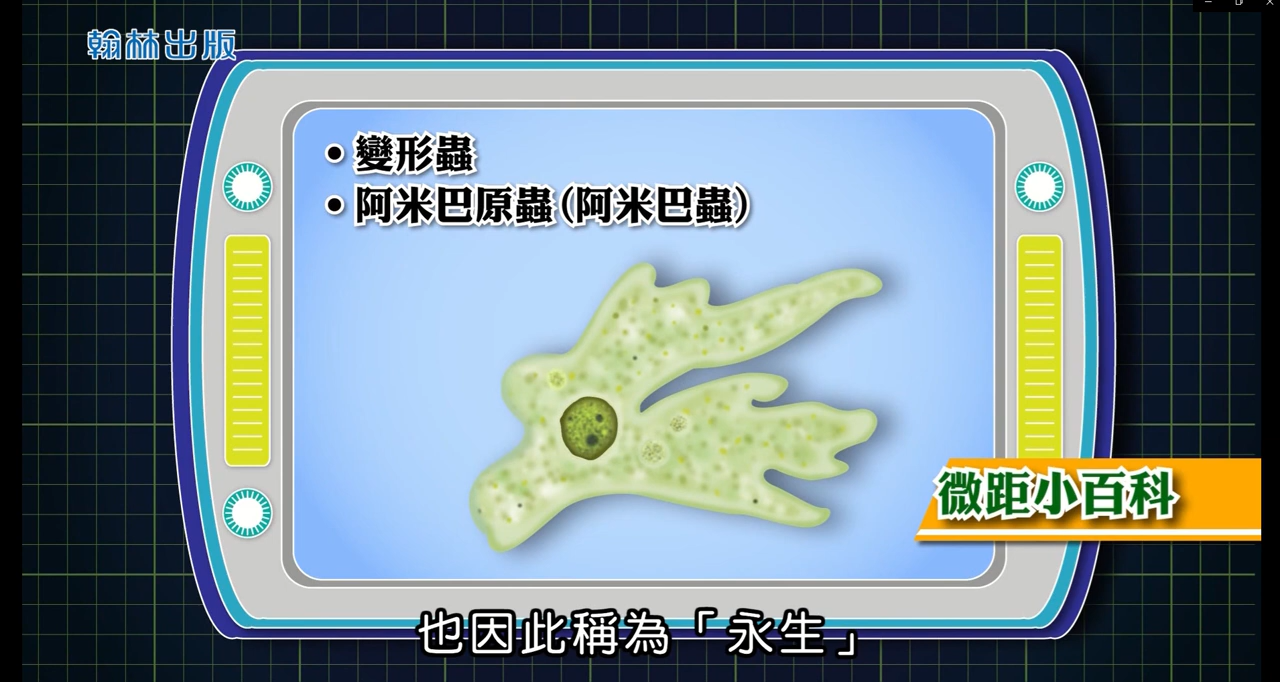 翰林出版
• 變形蟲
• 阿米巴原蟲(阿米巴蟲)
微距小百科
也因此稱為「永生」